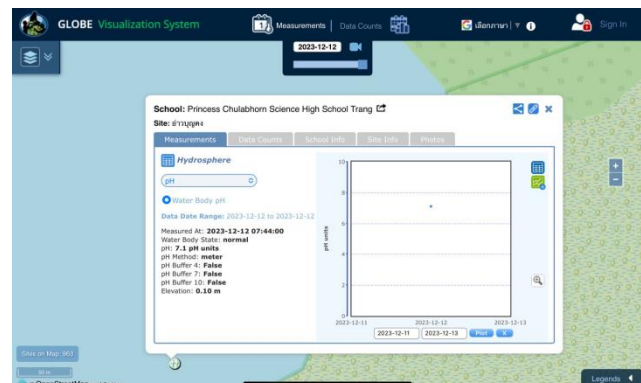 GLOBE Visualization System
Measurements | Data Counts
เลือกภาษา | ▼
Sign In
2023-12-12
School: Princess Chulabhorn Science High School Trang
Site: อ่าวบุญคง
Measurements Data Counts School Info Site Info Photos
Hydrosphere
pH
Water Body pH
Data Date Range: 2023-12-12 to 2023-12-12
Measured At: 2023-12-12 07:44:00
Water Body State: normal
pH: 7.1 pH units
pH Method: meter
pH Buffer 4: False
pH Buffer 7: False
pH Buffer 10: False
Elevation: 0.10 m
10
8
6
4
2
0
pH units
2023-12-11 2023-12-12 2023-12-13
2023-12-11 2023-12-13 Plot X
Sites on Map: 963
50 m
OpenStreetMap
Legends